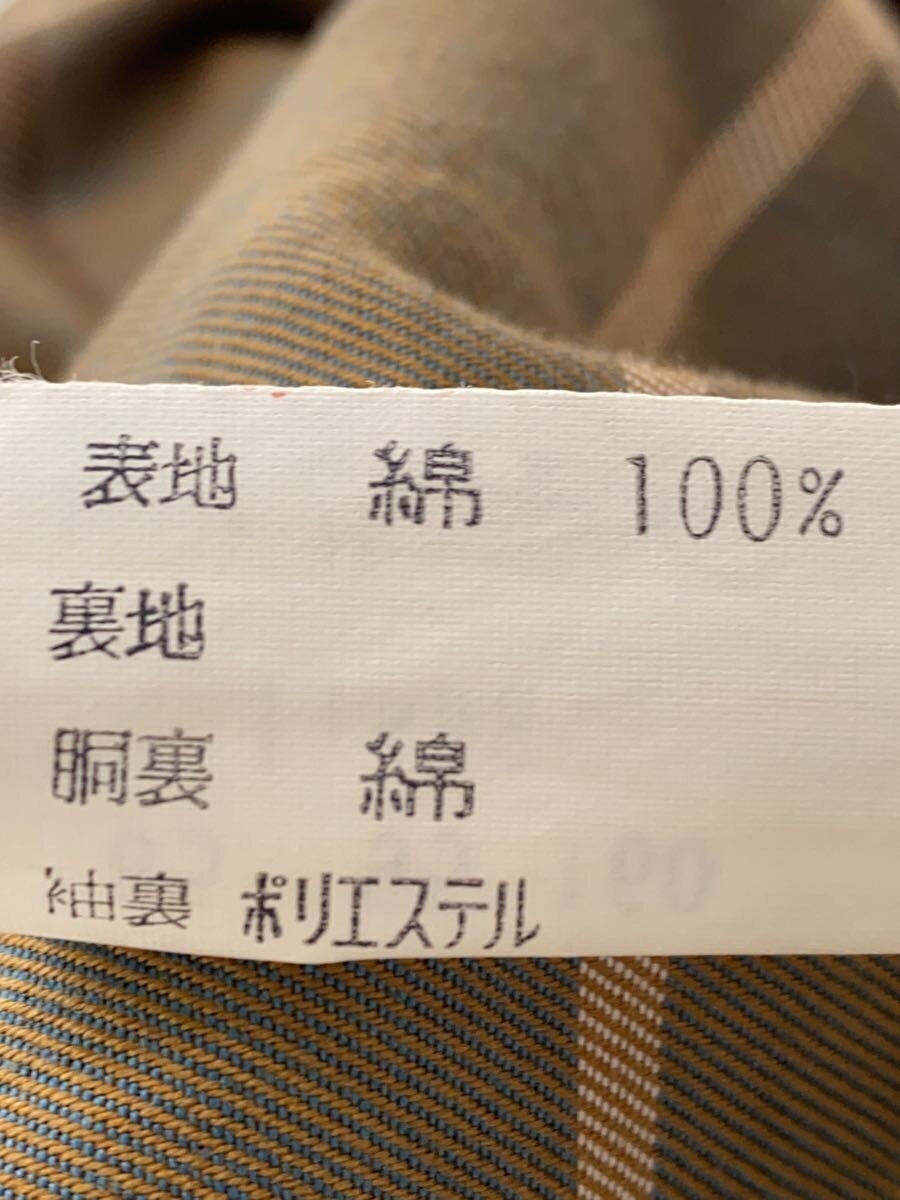 表地 綿 100%
裏地
胴裏 綿
袖裏 ポリエステル